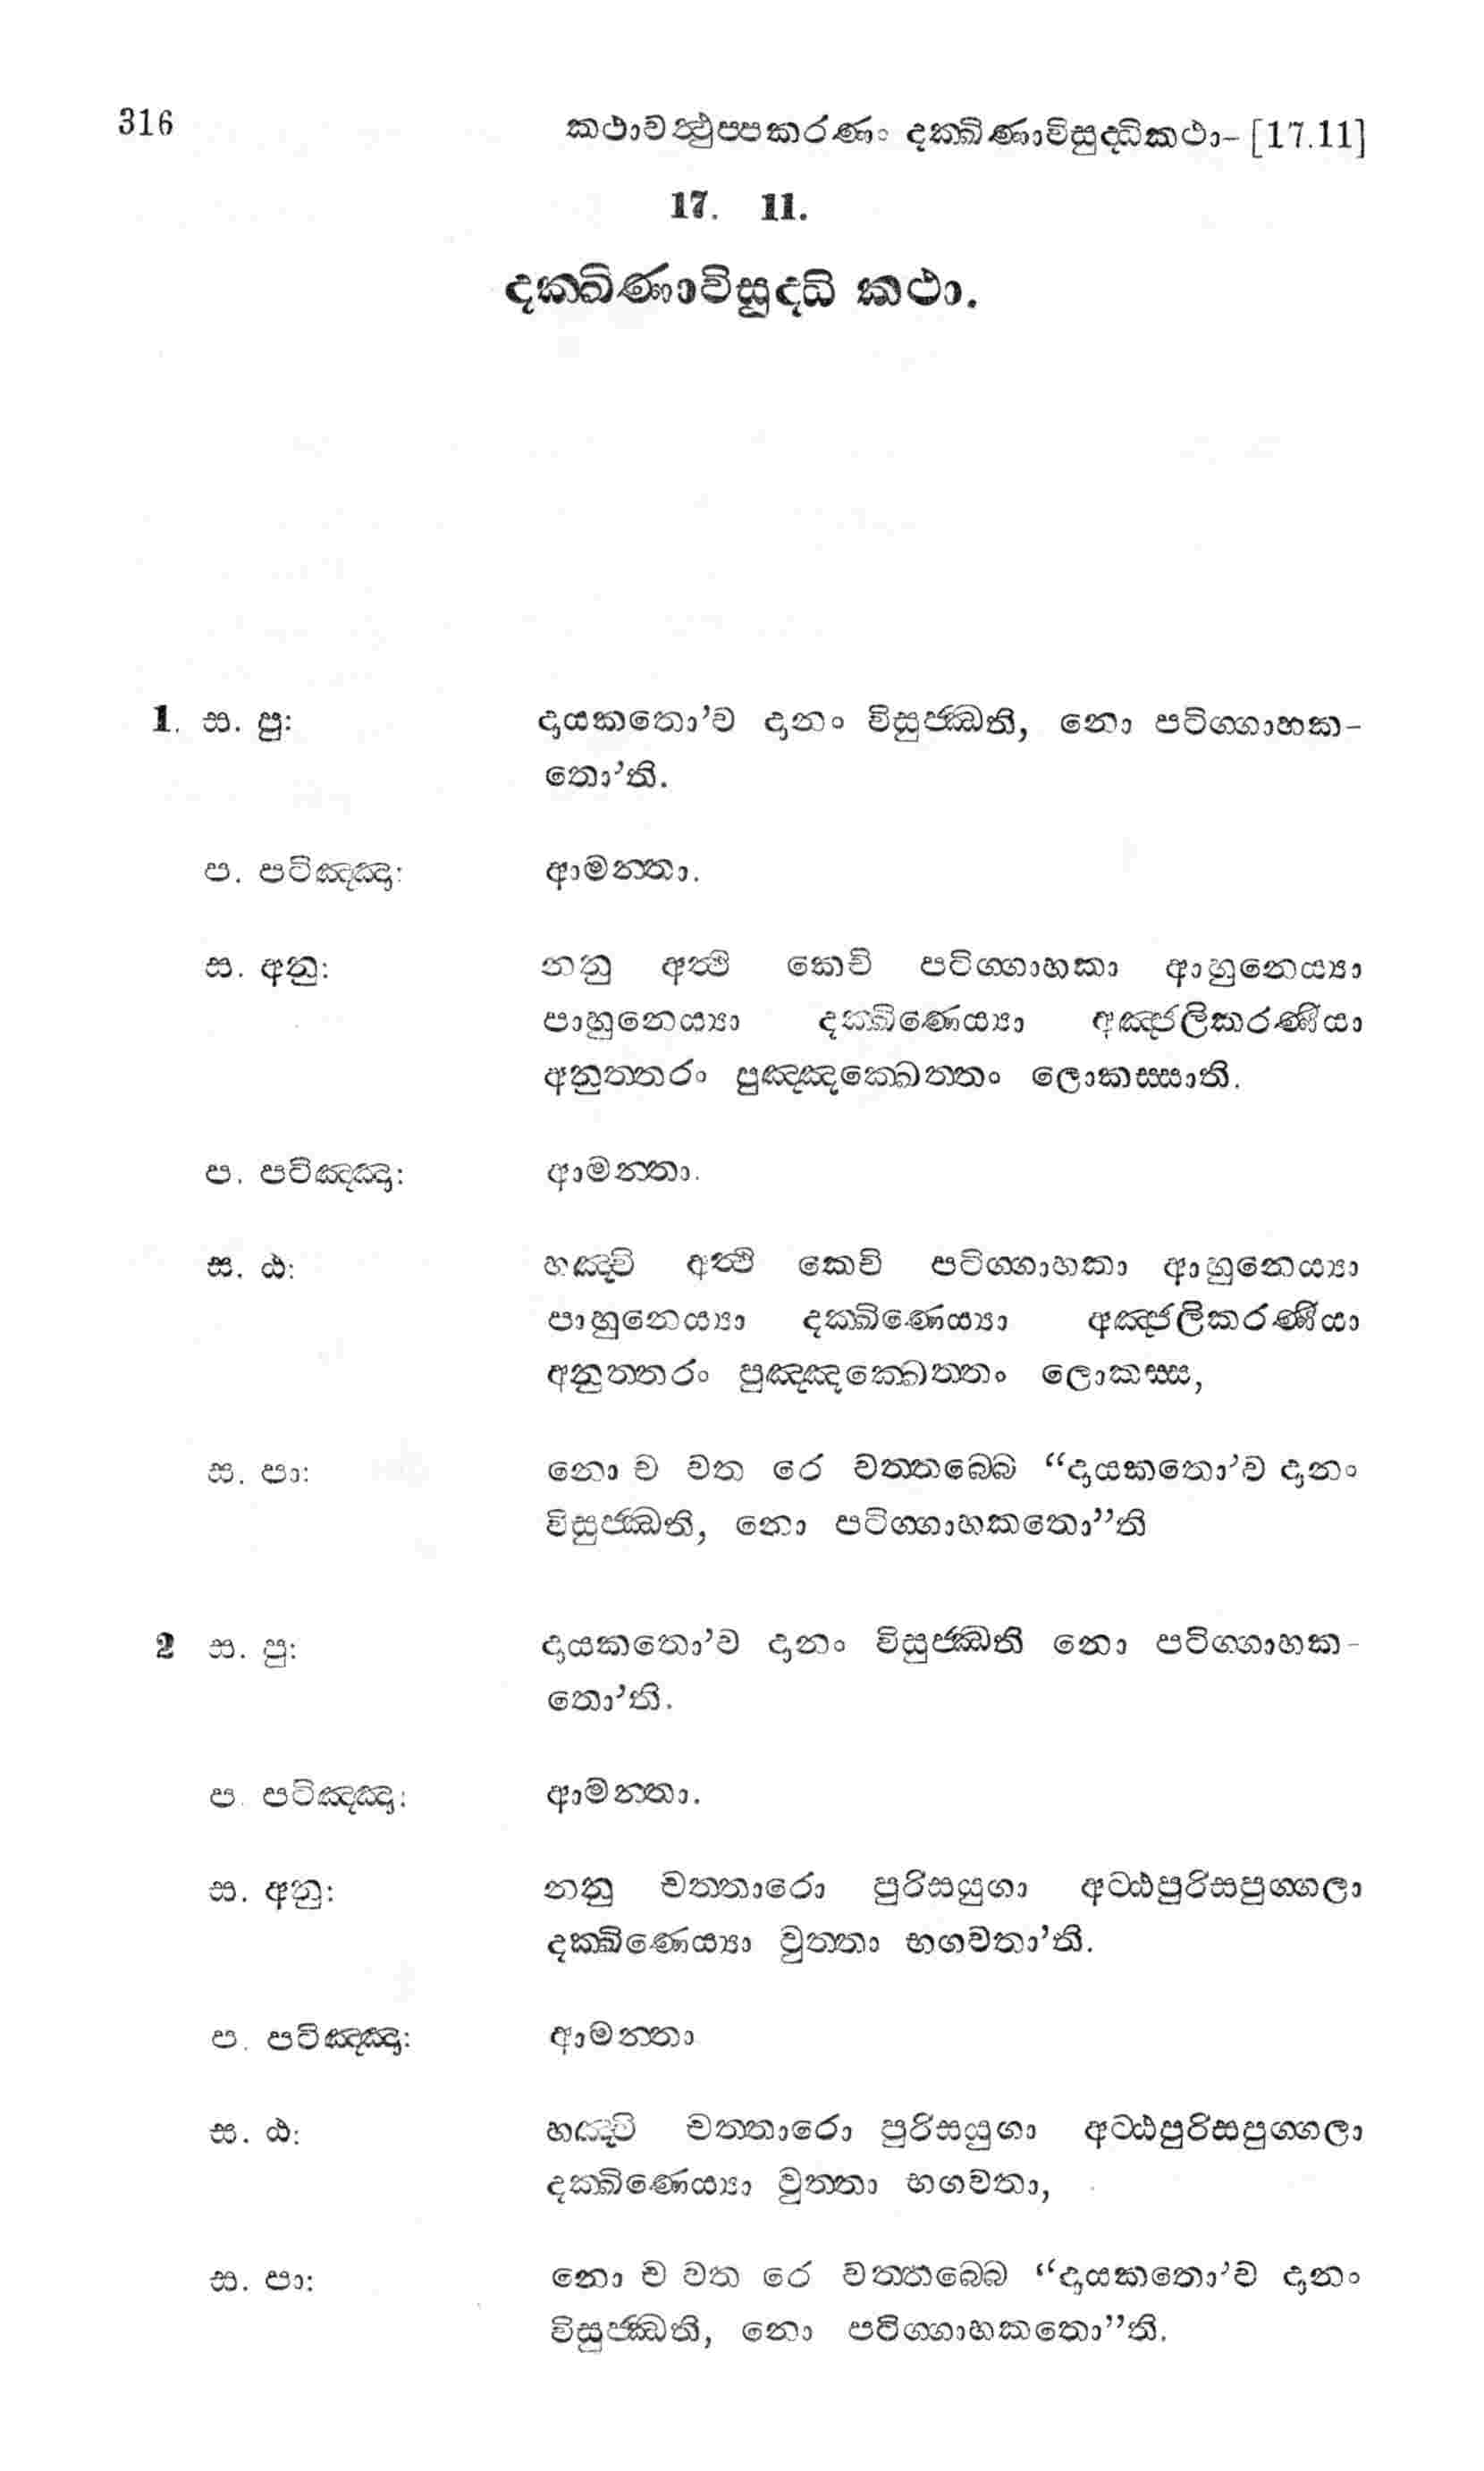 316 කථාවත්ථුප්පකරණං දක්ඛිණාවිසුද්ධිකථා- [17.11]
17. 11.
දක්ඛිණාවිසුද්ධි කථා.
1. ස. පු: දායකතො’ව දානං විසුජ්ඣති, නො පටිග්ගාහක-
තො’ති.
ප. පටිඤ්ඤා: ආමන්තා.
ස. අනු: නනු අත්ථි කෙචි පටිග්ගාහකා ආහුනෙය්‍යා
පාහුනෙය්‍යා දක්ඛිණෙය්‍යා අඤ්ජලිකරණීයා
අනුත්තරං පුඤ්ඤක්ඛෙත්තං ලොකස්සාති.
ප. පටිඤ්ඤා: ආමන්තා.
ස. ඨ: හඤ්චි අත්ථි කෙචි පටිග්ගාහකා ආහුනෙය්‍යා
පාහුනෙය්‍යා දක්ඛිණෙය්‍යා අඤ්ජලිකරණීයා
අනුත්තරං පුඤ්ඤක්ඛෙත්තං ලොකස්ස,
ස. පා: නො ච වත රෙ වත්තබ්බෙ “දායකතො’ව දානං
විසුජ්ඣති, නො පටිග්ගාහකතො”ති
2 ස. පු: දායකතො’ව දානං විසුජ්ඣති නො පටිග්ගාහක-
තො’ති.
ප. පටිඤ්ඤා: ආමන්තා.
ස. අනු: නනු චත්තාරො පුරිසයුගා අට්ඨපුරිසපුග්ගලා
දක්ඛිණෙය්‍යා වුත්තා භගවතා’ති.
ප. පටිඤ්ඤා: ආමන්තා
ස. ඨ: හඤ්චි චත්තාරො පුරිසයුගා අට්ඨපුරිසපුග්ගලා
දක්ඛිණෙය්‍යා වුත්තා භගවතා,
ස. පා: නො ච වත රෙ වත්තබ්බෙ “දායකතො’ව දානං
විසුජ්ඣති, නො පටිග්ගාහකතො”ති.